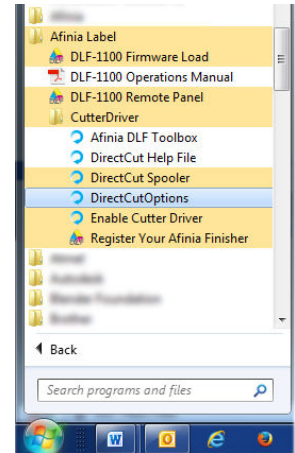 Afinia Label
DLF-1100 Firmware Load
DLF-1100 Operations Manual
DLF-1100 Remote Panel
CutterDriver
Afinia DLF Toolbox
DirectCut Help File
DirectCut Spooler
DirectCutOptions
Enable Cutter Driver
Register Your Afinia Finisher
Back
Search programs and files